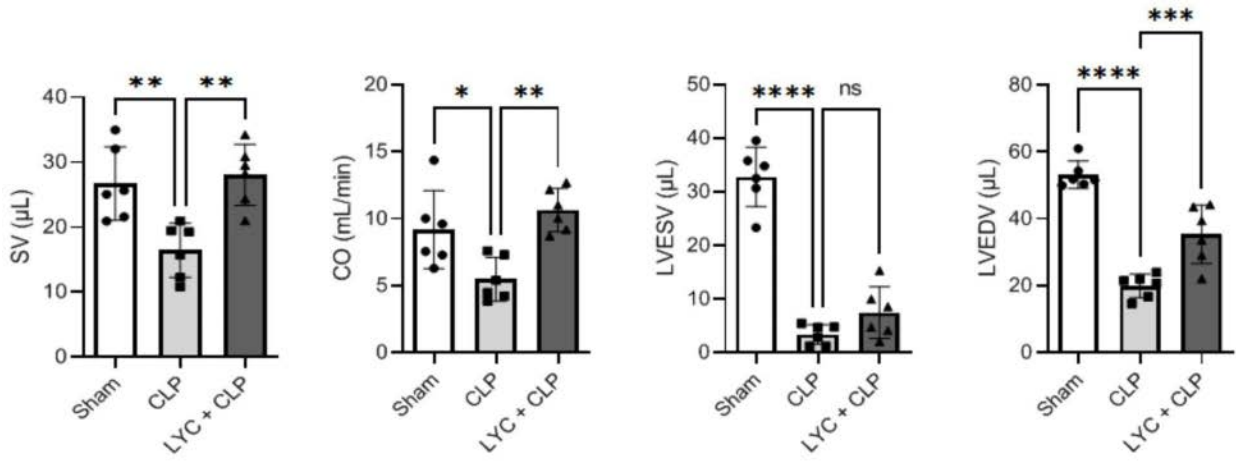 SV (µL)
40
30
20
10
0
** **
Sham
CLP
LYC + CLP
CO (mL/min)
20
15
10
5
0
* **
Sham
CLP
LYC + CLP
LVESV (µL)
50
40
30
20
10
0
**** ns
Sham
CLP
LYC + CLP
LVEDV (µL)
80
60
40
20
0
***
****
Sham
CLP
LYC + CLP